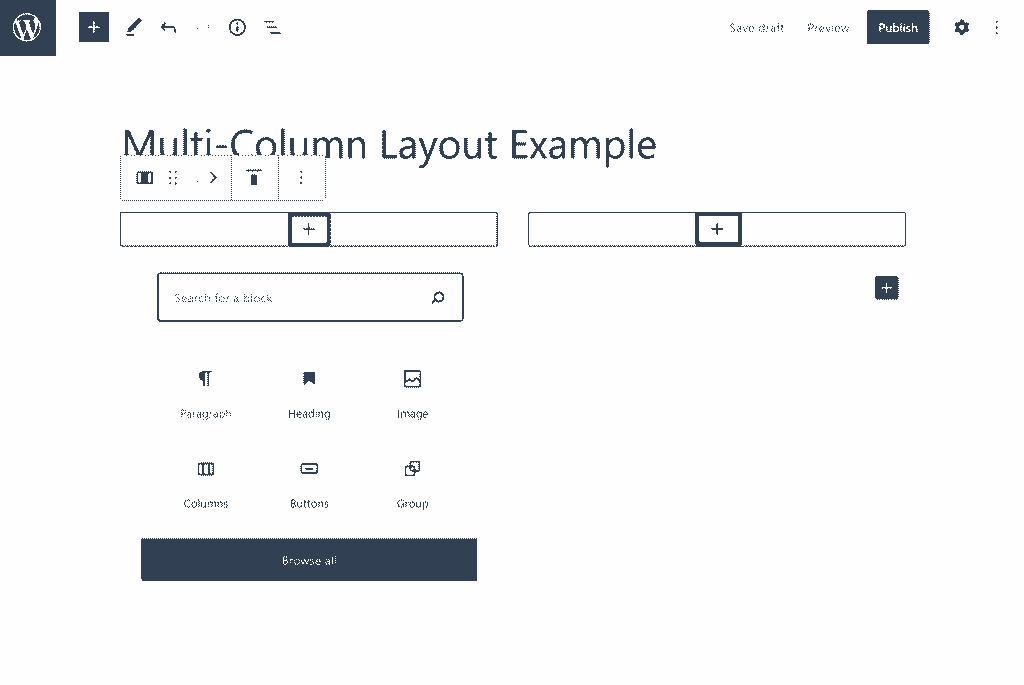 Save draft Preview Publish
Multi-Column Layout Example
Search for a block
Paragraph Heading Image
Columns Buttons Group
Browse all